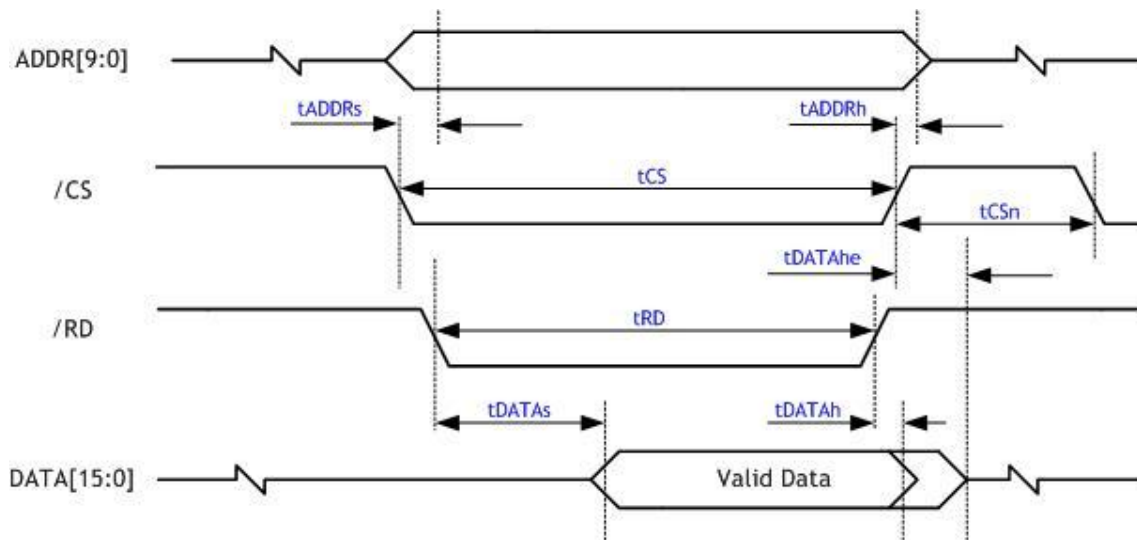 ADDR[9:0]
tADDRs
tADDRh
/CS
tCS
tCSn
tDATAhe
/RD
tRD
tDATAs
tDATAh
DATA[15:0]
Valid Data